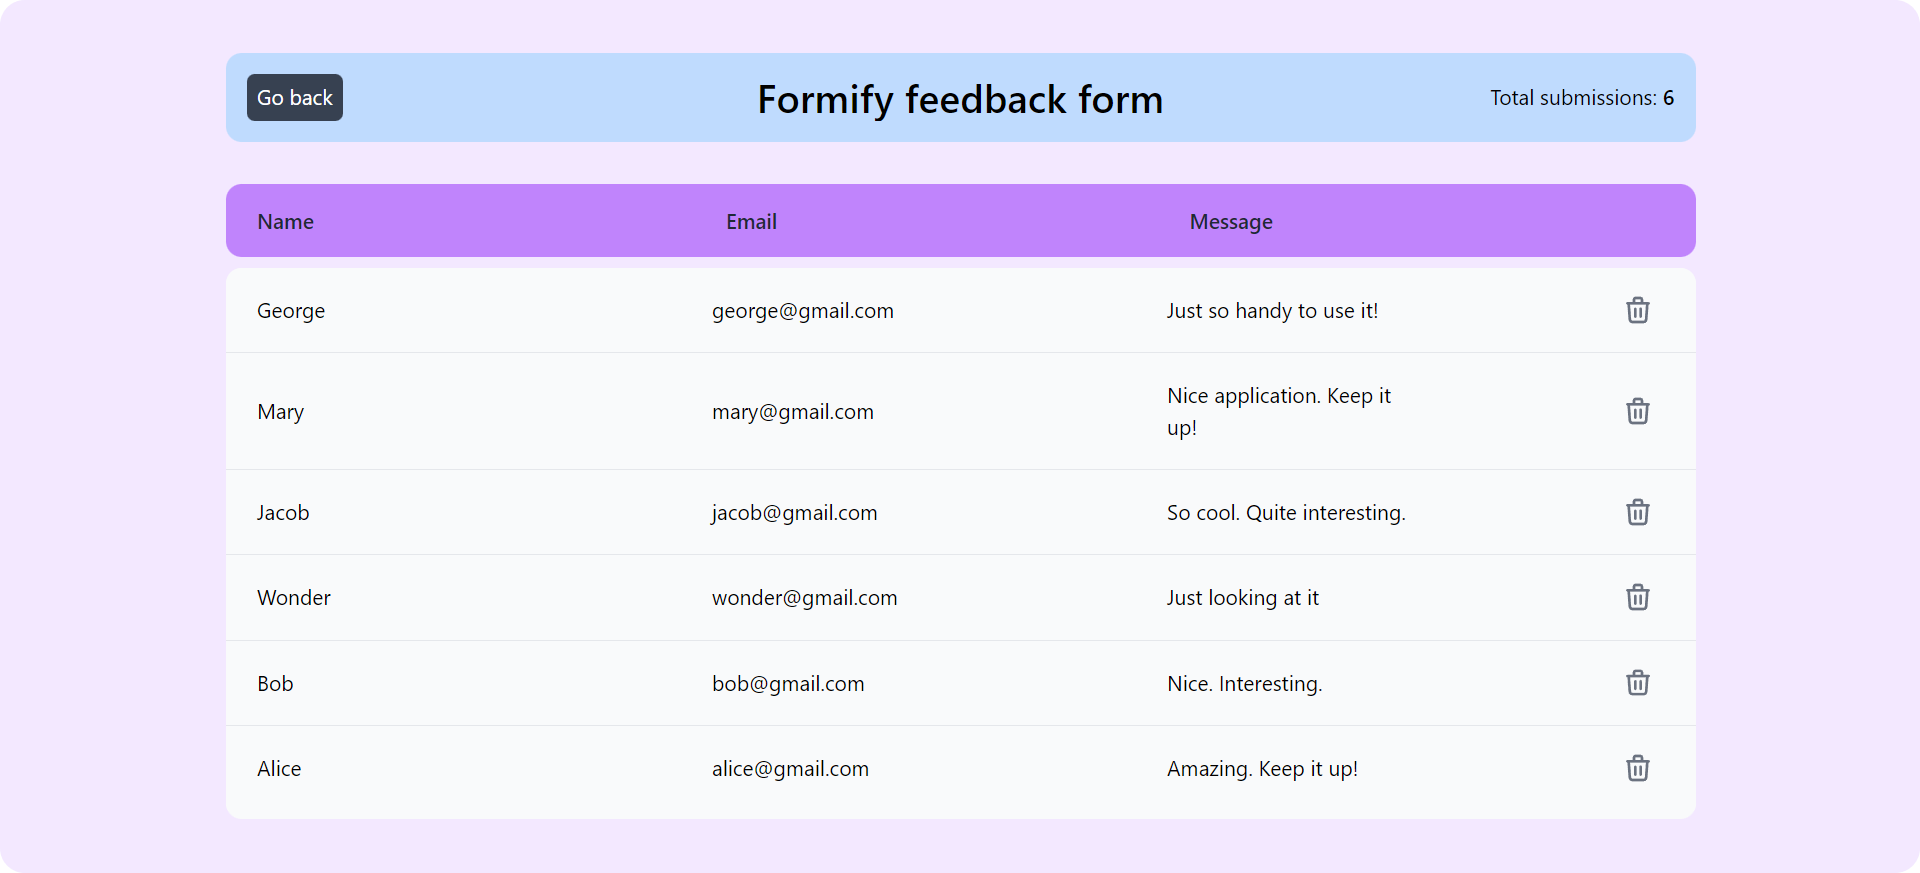 Go back
Formify feedback form
Total submissions: 6
Name Email Message
George george@gmail.com Just so handy to use it!
Mary mary@gmail.com Nice application. Keep it
up!
Jacob jacob@gmail.com So cool. Quite interesting.
Wonder wonder@gmail.com Just looking at it
Bob bob@gmail.com Nice. Interesting.
Alice alice@gmail.com Amazing. Keep it up!